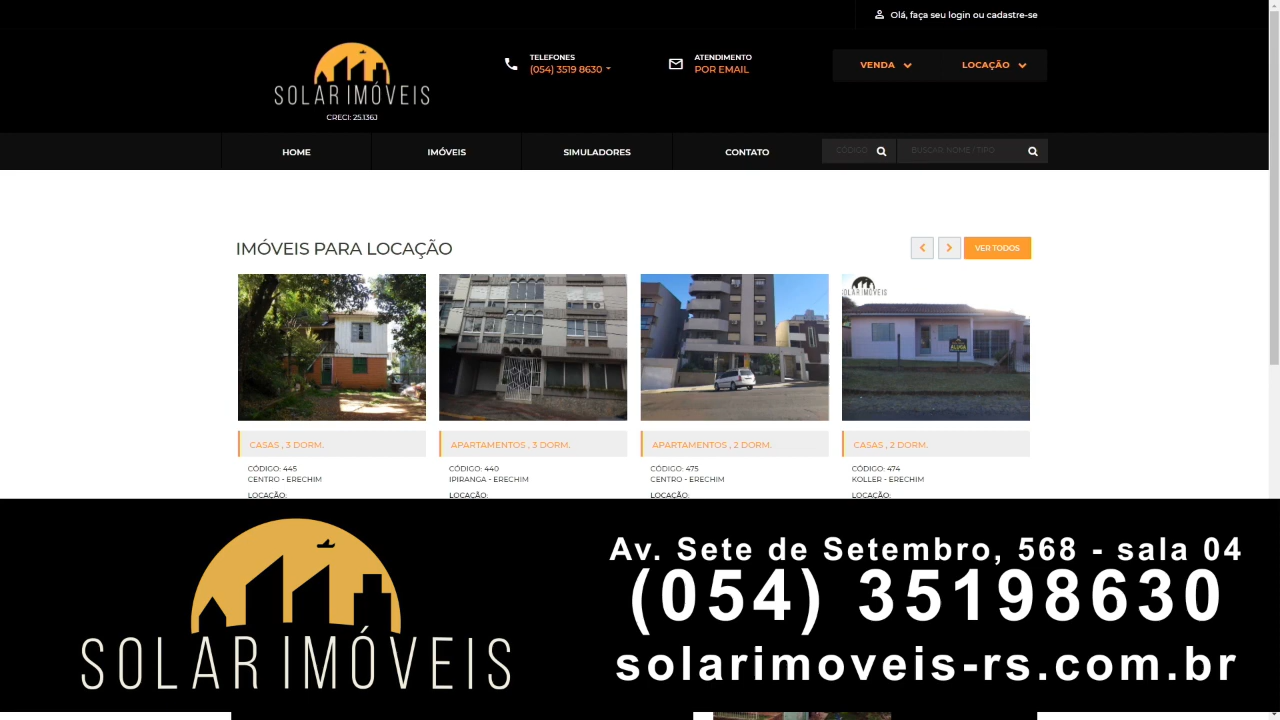 Olá, faça seu login ou cadastre-se
TELEFONES
(054) 3519 8630
ATENDIMENTO
POR EMAIL
VENDA
LOCAÇÃO
SOLAR IMÓVEIS
CRECI: 25.136J
HOME
IMÓVEIS
SIMULADORES
CONTATO
CÓDIGO
BUSCAR NOME / TIPO
IMÓVEIS PARA LOCAÇÃO
VER TODOS
SOLAR IMÓVEIS
CASAS , 3 DORM.
CÓDIGO: 445
CENTRO - ERECHIM
LOCAÇÃO:
APARTAMENTOS , 3 DORM.
CÓDIGO: 440
IPIRANGA - ERECHIM
LOCAÇÃO:
APARTAMENTOS , 2 DORM.
CÓDIGO: 475
CENTRO - ERECHIM
LOCAÇÃO:
CASAS , 2 DORM.
CÓDIGO: 474
KOLLER - ERECHIM
LOCAÇÃO:
SOLAR IMÓVEIS
Av. Sete de Setembro, 568 - sala 04
(054) 35198630
solarimoveis-rs.com.br